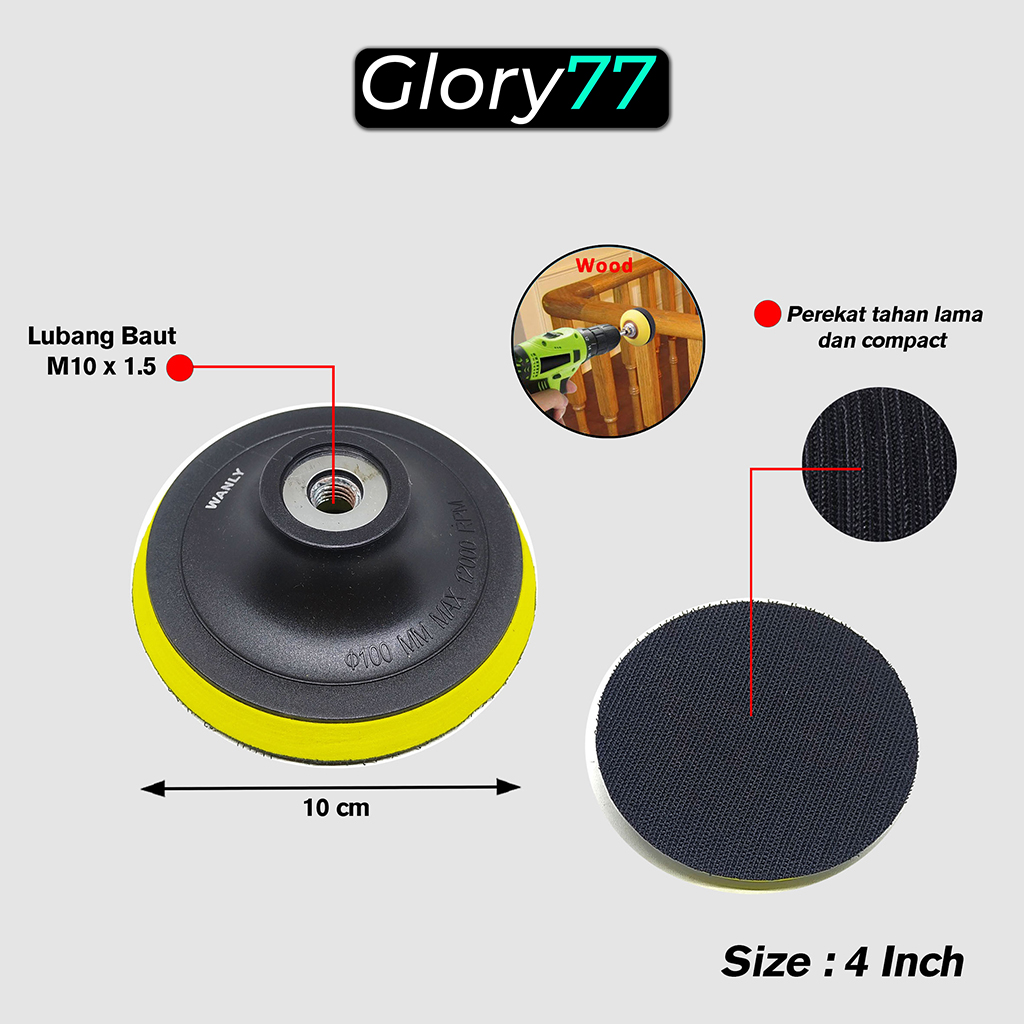 Glory77
Wood
Lubang Baut
M10 x 1.5
Perekat tahan lama
dan compact
WANLY
Φ100 MM MAX 12000 RPM
10 cm
Size : 4 Inch